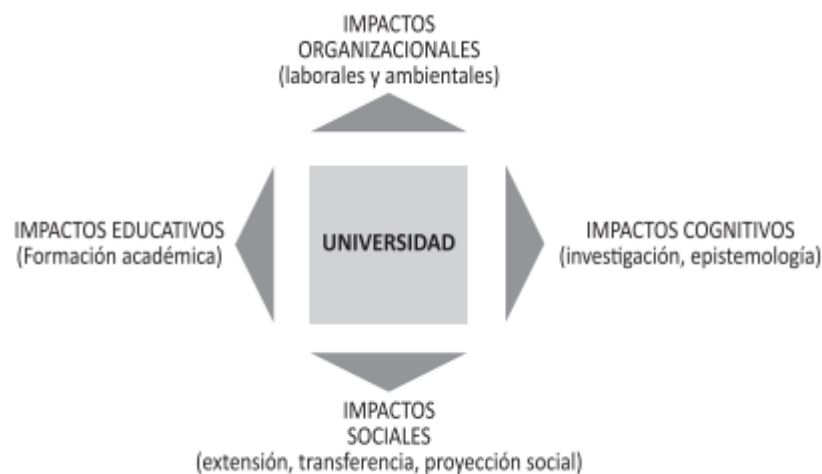 IMPACTOS
ORGANIZACIONALES
(laborales y ambientales)
IMPACTOS EDUCATIVOS
(Formación académica)
UNIVERSIDAD
IMPACTOS COGNITIVOS
(investigación, epistemología)
IMPACTOS
SOCIALES
(extensión, transferencia, proyección social)